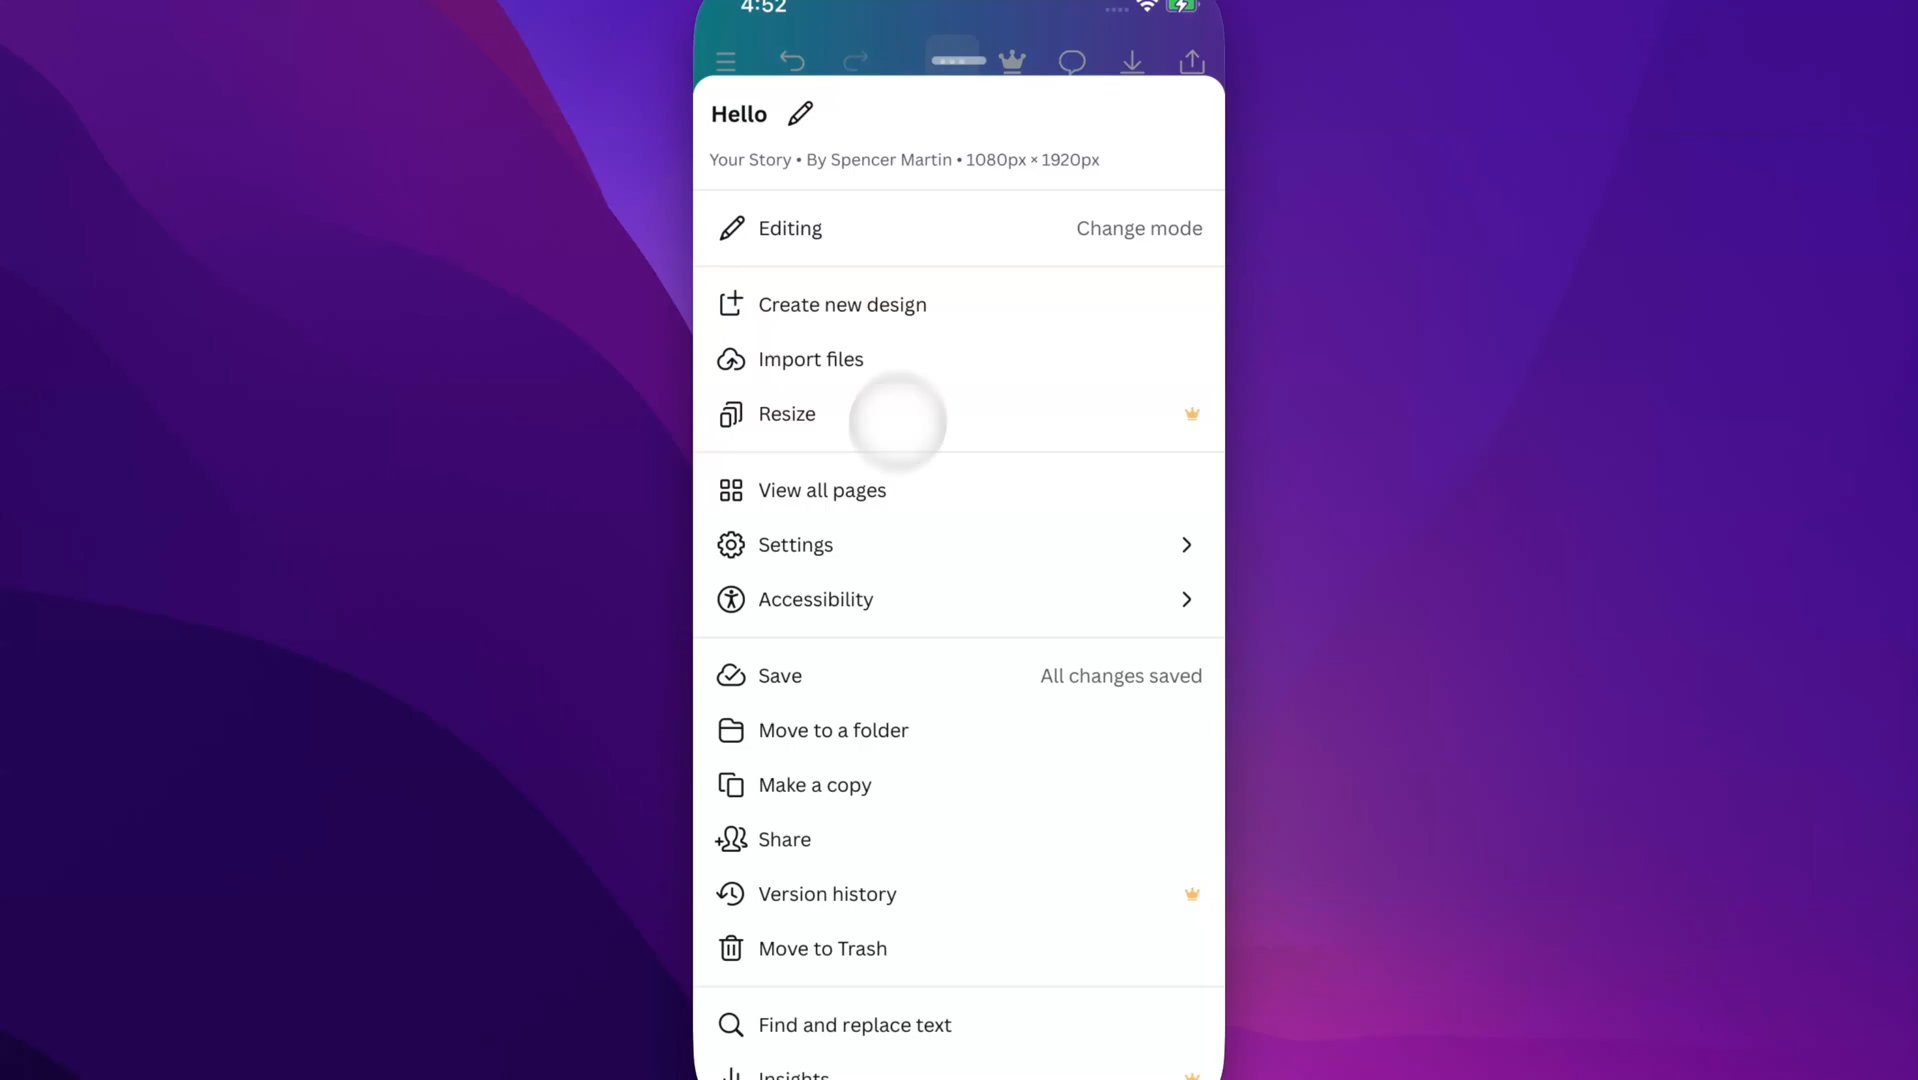 4:52
Hello
Your Story • By Spencer Martin • 1080px × 1920px
Editing Change mode
Create new design
Import files
Resize
View all pages
Settings
Accessibility
Save All changes saved
Move to a folder
Make a copy
Share
Version history
Move to Trash
Find and replace text
Insights